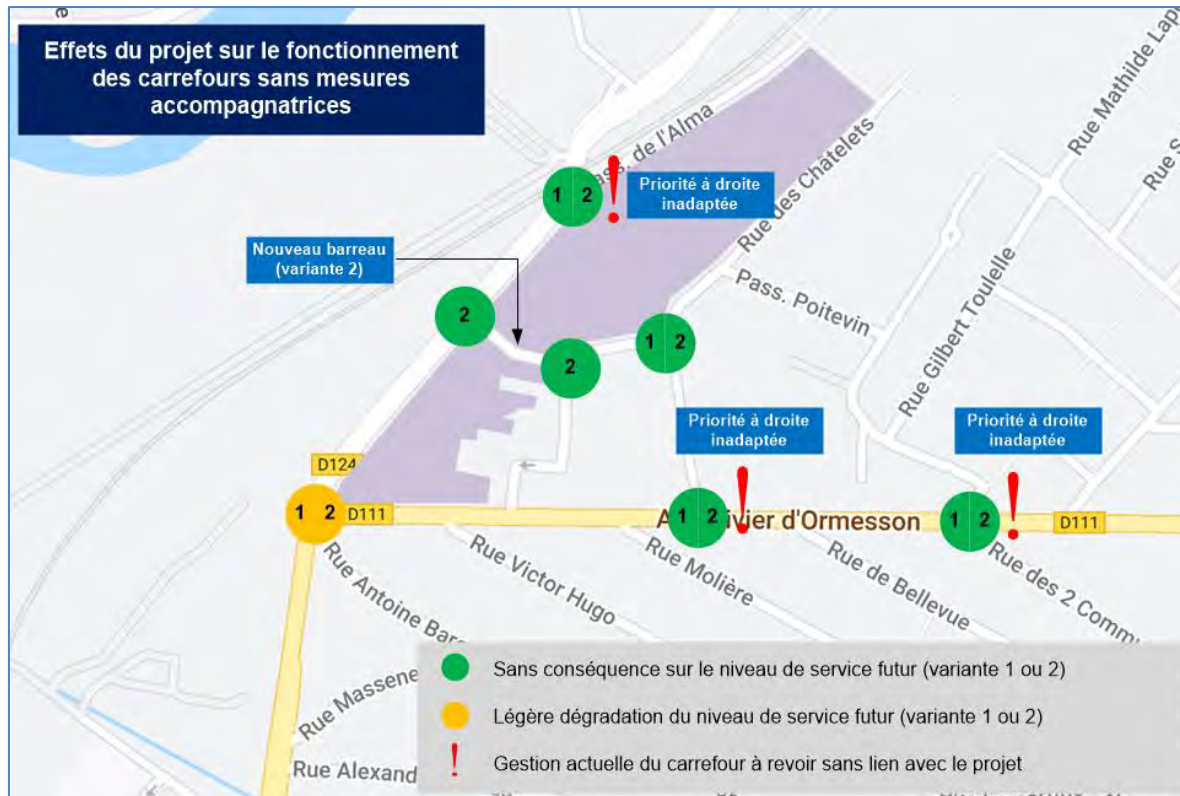 Effets du projet sur le fonctionnement
des carrefours sans mesures
accompagnatrices
Rue Mathilde Lap
Pass. de l'Alma
Rue des Châtelets
Rue S
1 2
Priorité à droite
inadaptée
Nouveau barreau
(variante 2)
Pass. Poitevin
Rue Gilbert Toulelle
2
1 2
2
Priorité à droite
inadaptée
Priorité à droite
inadaptée
D124
1 2
D111
1 2
d'Ormesson
1 2
D111
Rue Antoine Bar
Rue Victor Hugo
Rue Molière
Rue de Bellevue
Rue des 2 Commu
Rue Massene
Rue Alexand
Sans conséquence sur le niveau de service futur (variante 1 ou 2)
Légère dégradation du niveau de service futur (variante 1 ou 2)
Gestion actuelle du carrefour à revoir sans lien avec le projet